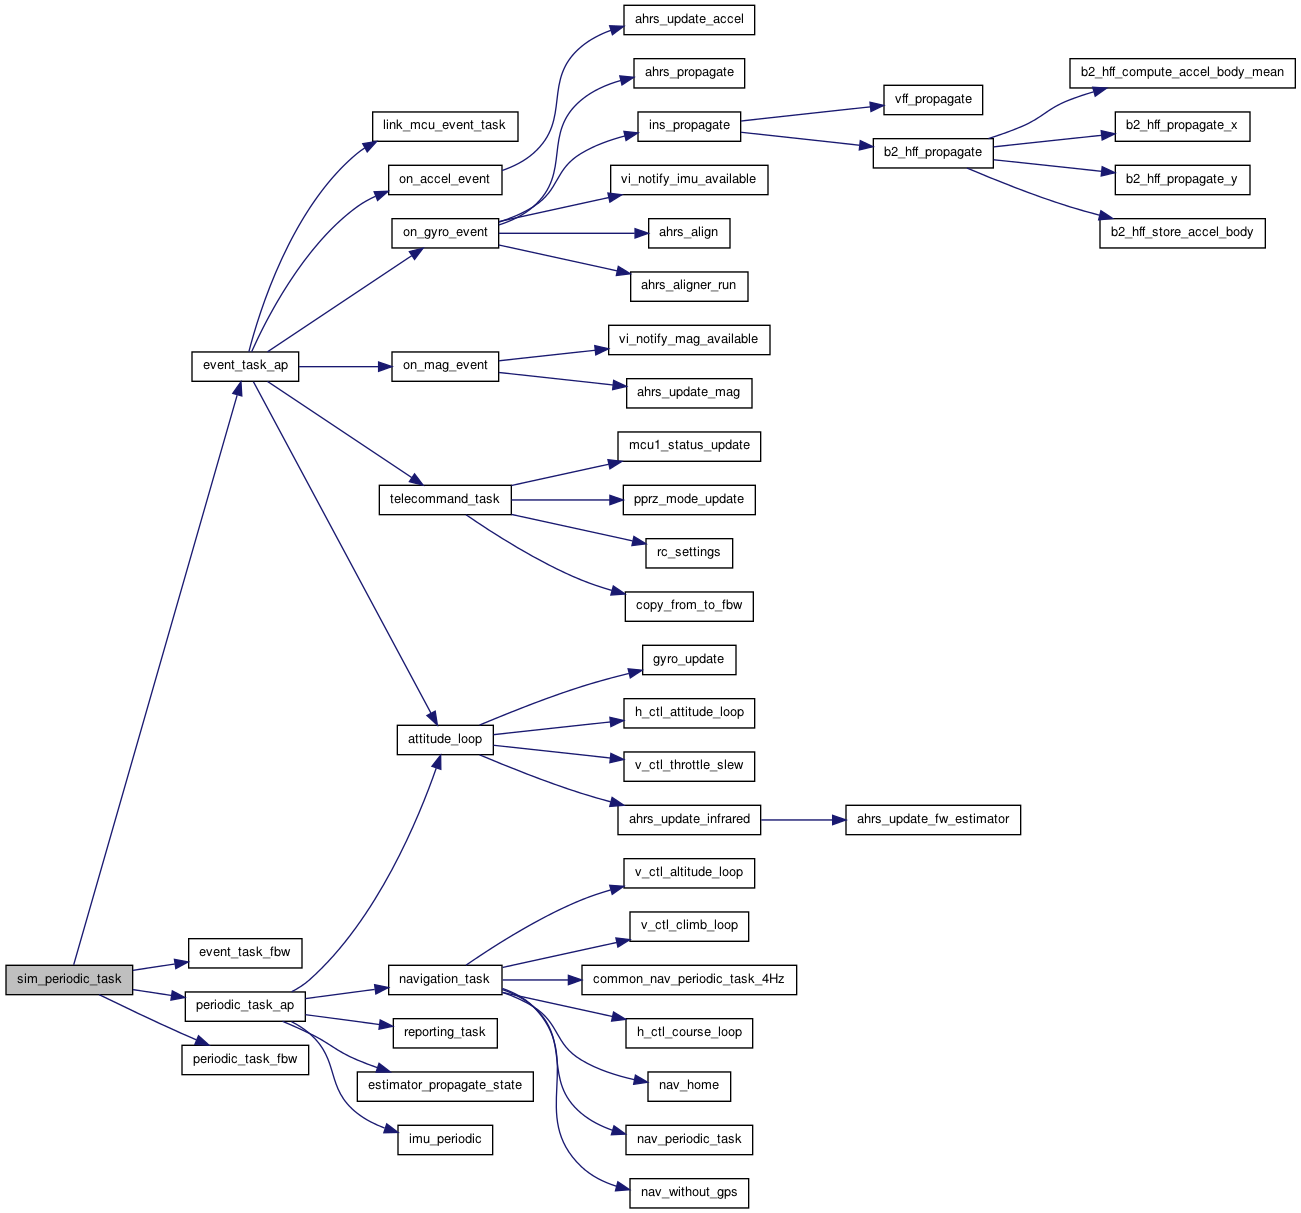 ahrs_update_accel
ahrs_propagate
b2_hff_compute_accel_body_mean
vff_propagate
link_mcu_event_task
ins_propagate
b2_hff_propagate_x
b2_hff_propagate
on_accel_event
vi_notify_imu_available
b2_hff_propagate_y
on_gyro_event
ahrs_align
b2_hff_store_accel_body
ahrs_aligner_run
vi_notify_mag_available
event_task_ap
on_mag_event
ahrs_update_mag
mcu1_status_update
telecommand_task
pprz_mode_update
rc_settings
copy_from_to_fbw
gyro_update
h_ctl_attitude_loop
attitude_loop
v_ctl_throttle_slew
ahrs_update_infrared
ahrs_update_fw_estimator
v_ctl_altitude_loop
v_ctl_climb_loop
event_task_fbw
sim_periodic_task
navigation_task
common_nav_periodic_task_4Hz
periodic_task_ap
reporting_task
h_ctl_course_loop
periodic_task_fbw
estimator_propagate_state
nav_home
imu_periodic
nav_periodic_task
nav_without_gps